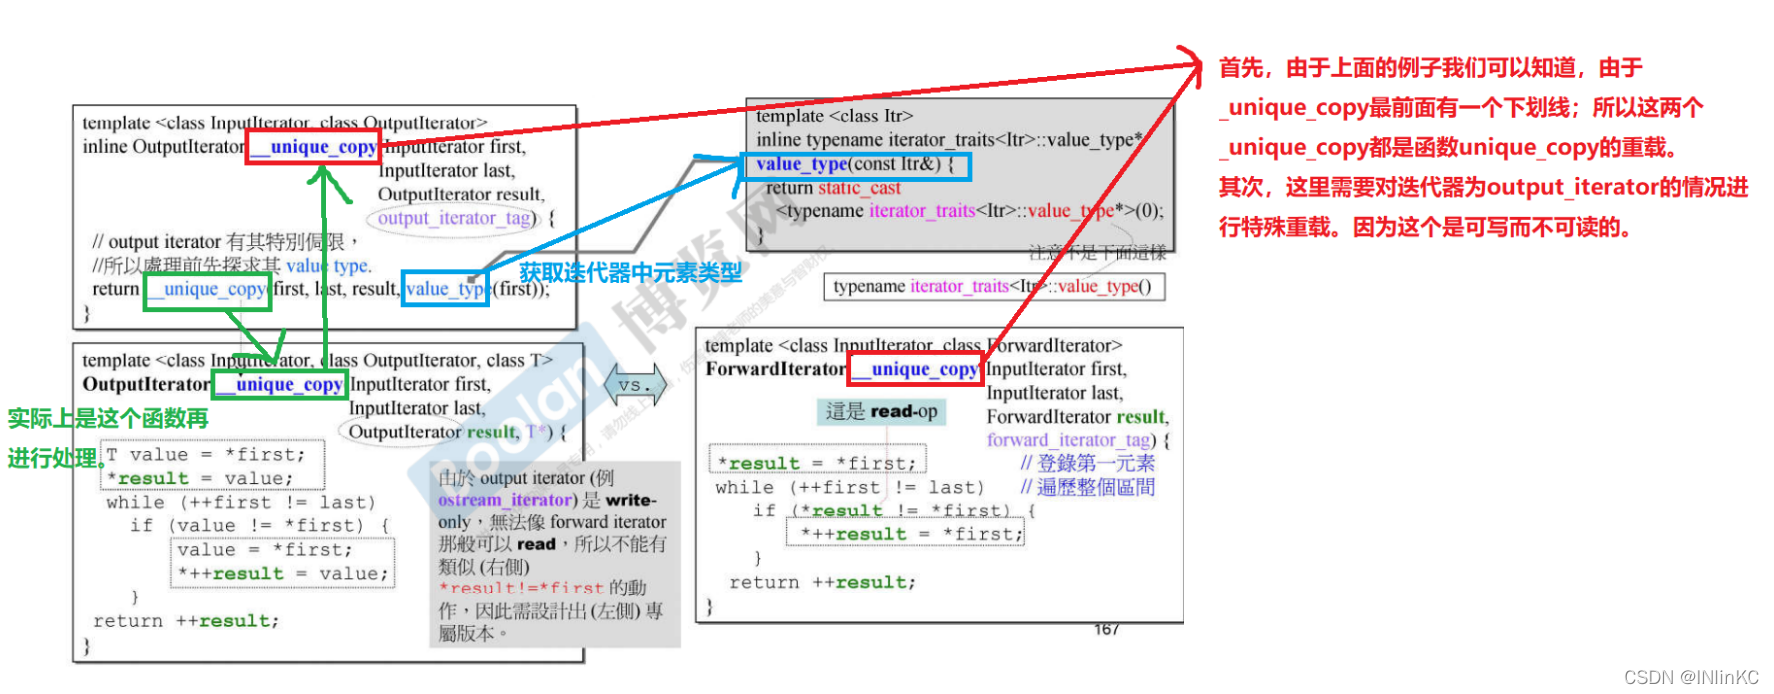 template <class InputIterator, class OutputIterator>
inline OutputIterator __unique_copy(InputIterator first,
InputIterator last,
OutputIterator result,
output_iterator_tag) {
// output iterator 有其特別侷限，
//所以處理前先探求其 value type.
return __unique_copy(first, last, result, value_type(first));
}
template <class Itr>
inline typename iterator_traits<Itr>::value_type*
value_type(const Itr&) {
return static_cast
<typename iterator_traits<Itr>::value_type*>(0);
}
注意不是下面這樣
typename iterator_traits<Itr>::value_type()
首先，由于上面的例子我们可以知道，由于
_unique_copy最前面有一个下划线；所以这两个
_unique_copy都是函数unique_copy的重载。
其次，这里需要对迭代器为output_iterator的情况进
行特殊重载。因为这个是可写而不可读的。
获取迭代器中元素类型
template <class InputIterator, class OutputIterator, class T>
OutputIterator __unique_copy(InputIterator first,
InputIterator last,
OutputIterator result, T*) {
T value = *first;
*result = value;
while (++first != last)
if (value != *first) {
value = *first;
*++result = value;
}
return ++result;
}
实际上是这个函数再
进行处理。
由於 output iterator (例
ostream_iterator) 是 write-
only，無法像 forward iterator
那般可以 read，所以不能有
類似 (右側)
*result!=*first 的動
作，因此需設計出 (左側) 專
屬版本。
vs.
template <class InputIterator, class ForwardIterator>
ForwardIterator __unique_copy(InputIterator first,
InputIterator last,
ForwardIterator result,
forward_iterator_tag) {
這是 read-op
*result = *first; // 登錄第一元素
while (++first != last) // 遍歷整個區間
if (*result != *first) {
*++result = *first;
}
return ++result;
}
167
boolan
博览网
CSDN @INlinKC